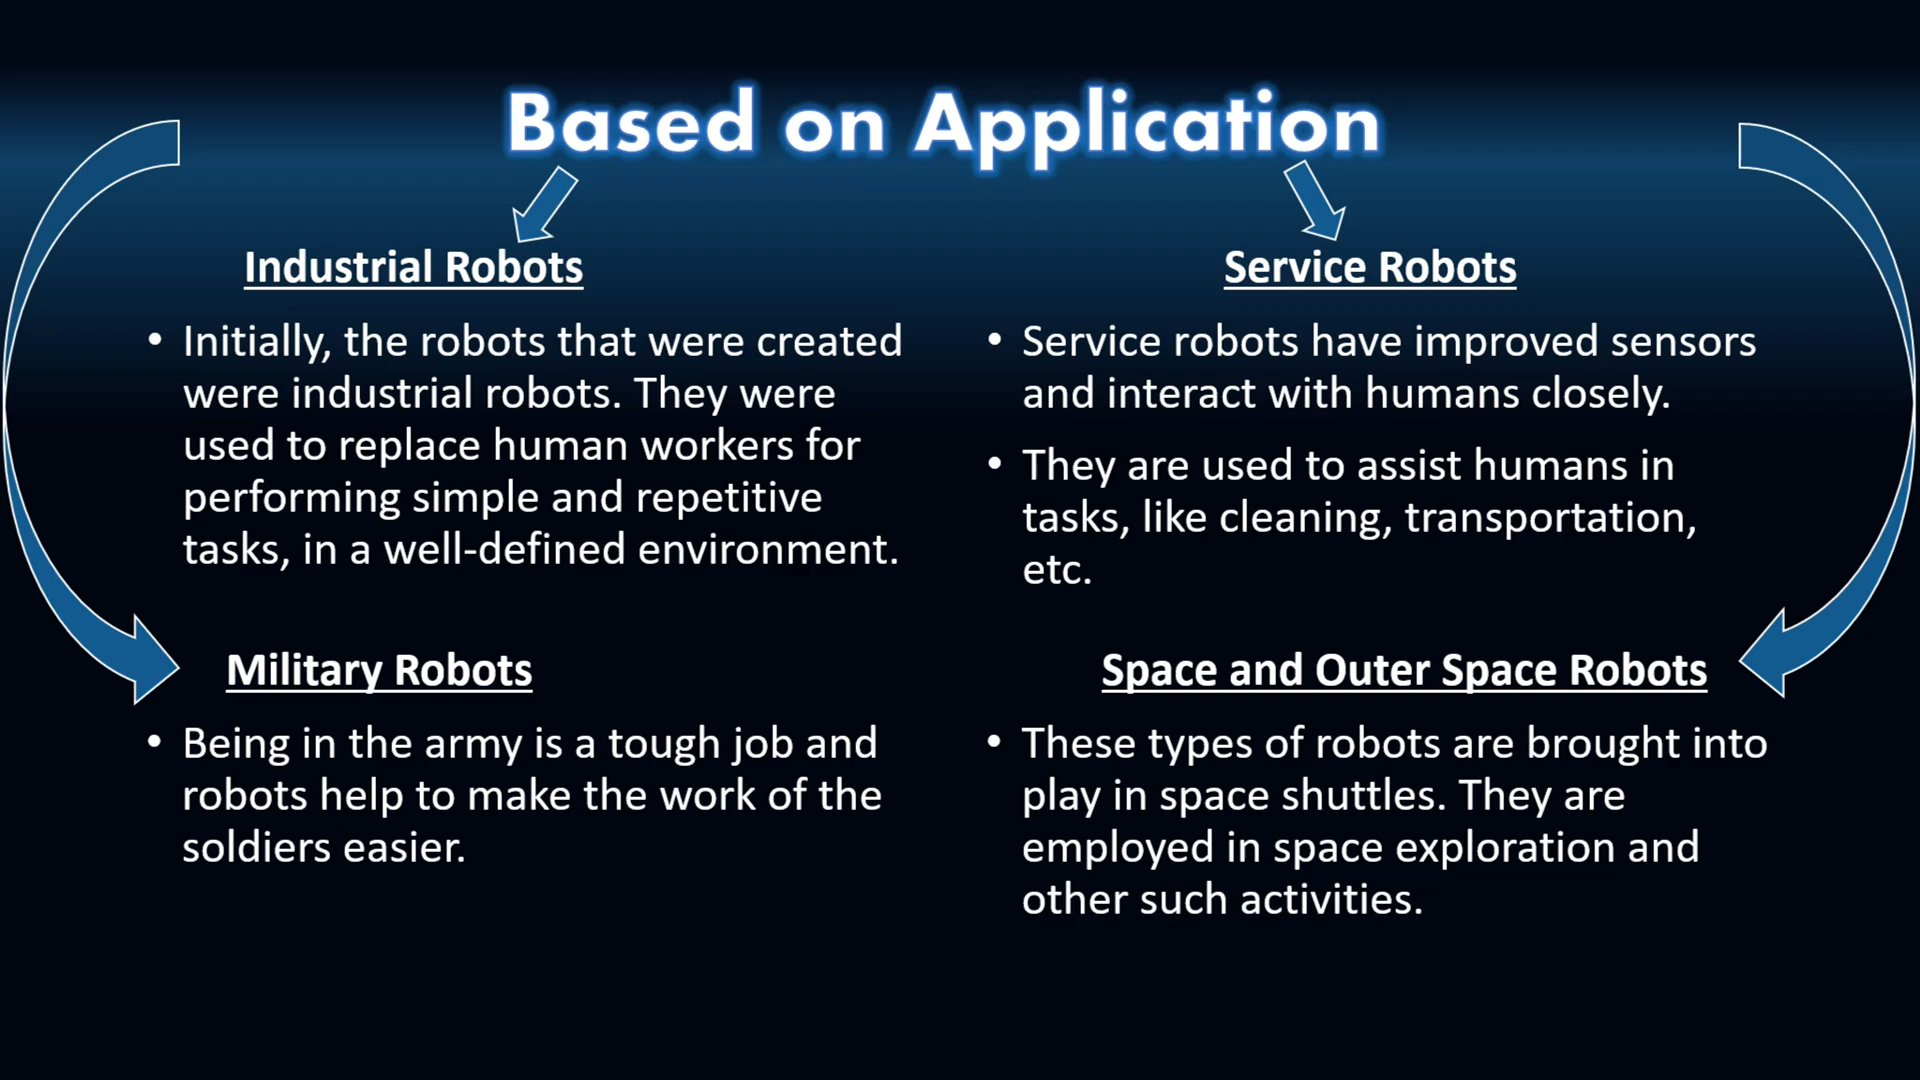 Based on Application
Industrial Robots
• Initially, the robots that were created
were industrial robots. They were
used to replace human workers for
performing simple and repetitive
tasks, in a well-defined environment.
Service Robots
• Service robots have improved sensors
and interact with humans closely.
• They are used to assist humans in
tasks, like cleaning, transportation,
etc.
Military Robots
• Being in the army is a tough job and
robots help to make the work of the
soldiers easier.
Space and Outer Space Robots
• These types of robots are brought into
play in space shuttles. They are
employed in space exploration and
other such activities.